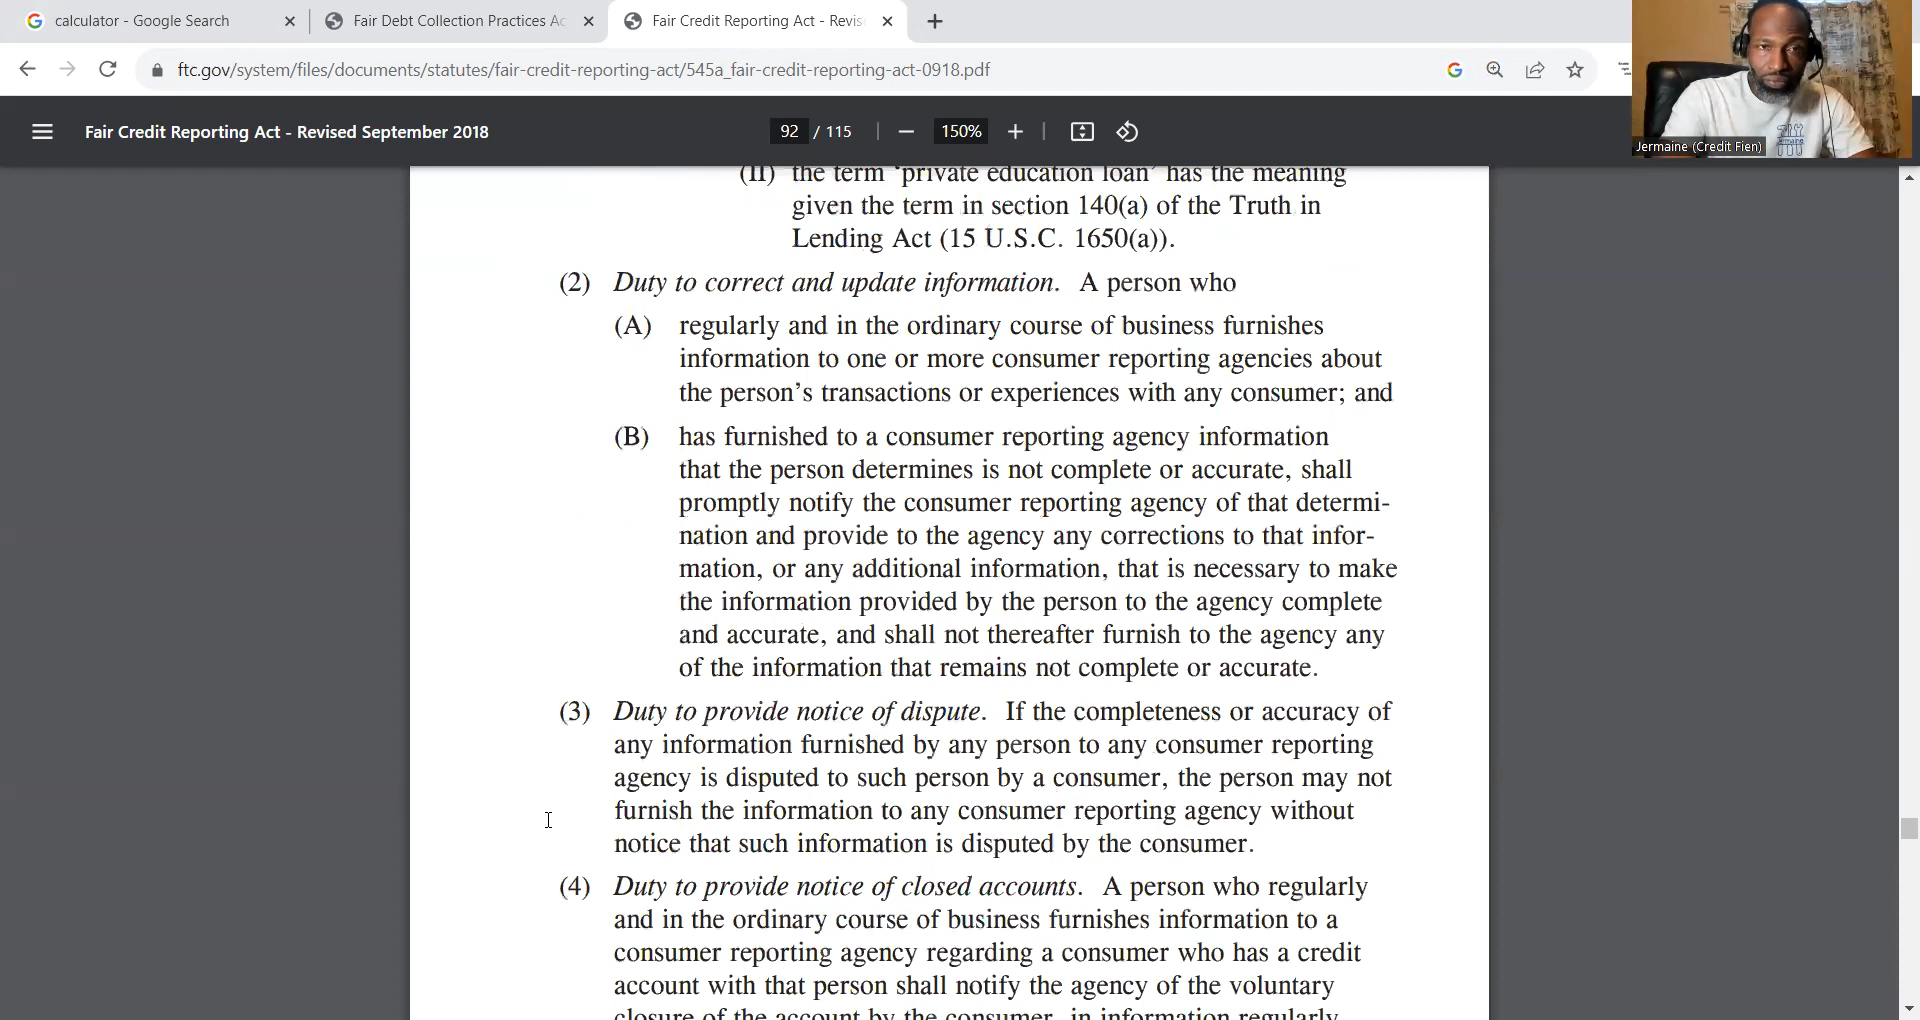 calculator - Google Search
Fair Debt Collection Practices Ac
Fair Credit Reporting Act - Revise
ftc.gov/system/files/documents/statutes/fair-credit-reporting-act/545a_fair-credit-reporting-act-0918.pdf
Jermaine (Credit Fien)
Fair Credit Reporting Act - Revised September 2018
92 / 115
150%
(II) the term ‘private education loan’ has the meaning
given the term in section 140(a) of the Truth in
Lending Act (15 U.S.C. 1650(a)).
(2) Duty to correct and update information. A person who
(A) regularly and in the ordinary course of business furnishes
information to one or more consumer reporting agencies about
the person’s transactions or experiences with any consumer; and
(B) has furnished to a consumer reporting agency information
that the person determines is not complete or accurate, shall
promptly notify the consumer reporting agency of that determi-
nation and provide to the agency any corrections to that infor-
mation, or any additional information, that is necessary to make
the information provided by the person to the agency complete
and accurate, and shall not thereafter furnish to the agency any
of the information that remains not complete or accurate.
(3) Duty to provide notice of dispute. If the completeness or accuracy of
any information furnished by any person to any consumer reporting
agency is disputed to such person by a consumer, the person may not
furnish the information to any consumer reporting agency without
notice that such information is disputed by the consumer.
(4) Duty to provide notice of closed accounts. A person who regularly
and in the ordinary course of business furnishes information to a
consumer reporting agency regarding a consumer who has a credit
account with that person shall notify the agency of the voluntary
closure of the account by the consumer, in information regularly